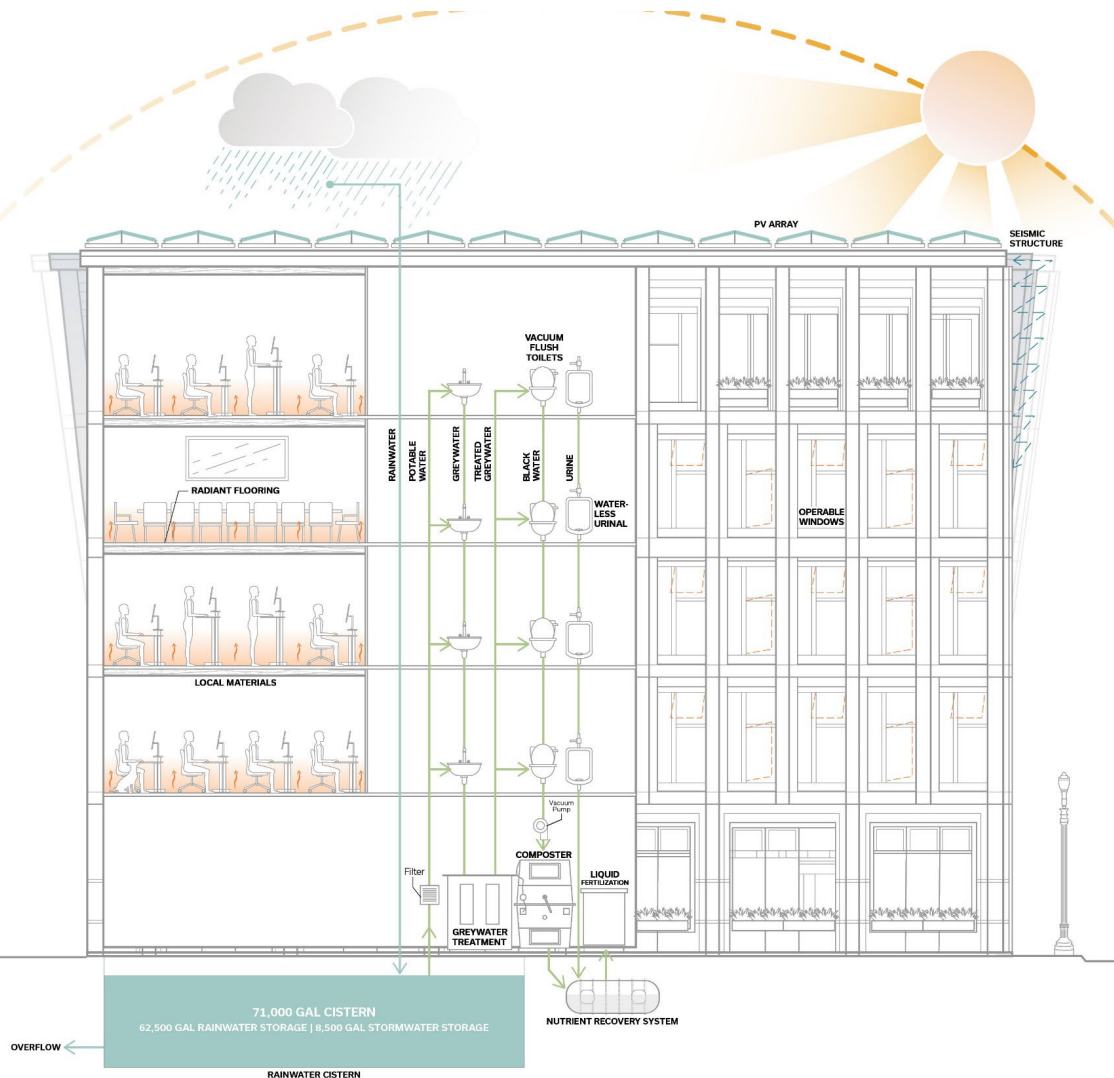 PV ARRAY
SEISMIC
STRUCTURE
VACUUM
FLUSH
TOILETS
RAINWATER
POTABLE
WATER
GREYWATER
TREATED
GREYWATER
BLACK
WATER
URINE
RADIANT FLOORING
WATER-
LESS
URINAL
OPERABLE
WINDOWS
LOCAL MATERIALS
Vacuum
Pump
COMPOSTER
Filter
LIQUID
FERTILIZATION
GREYWATER
TREATMENT
71,000 GAL CISTERN
62,500 GAL RAINWATER STORAGE | 8,500 GAL STORMWATER STORAGE
NUTRIENT RECOVERY SYSTEM
OVERFLOW
RAINWATER CISTERN